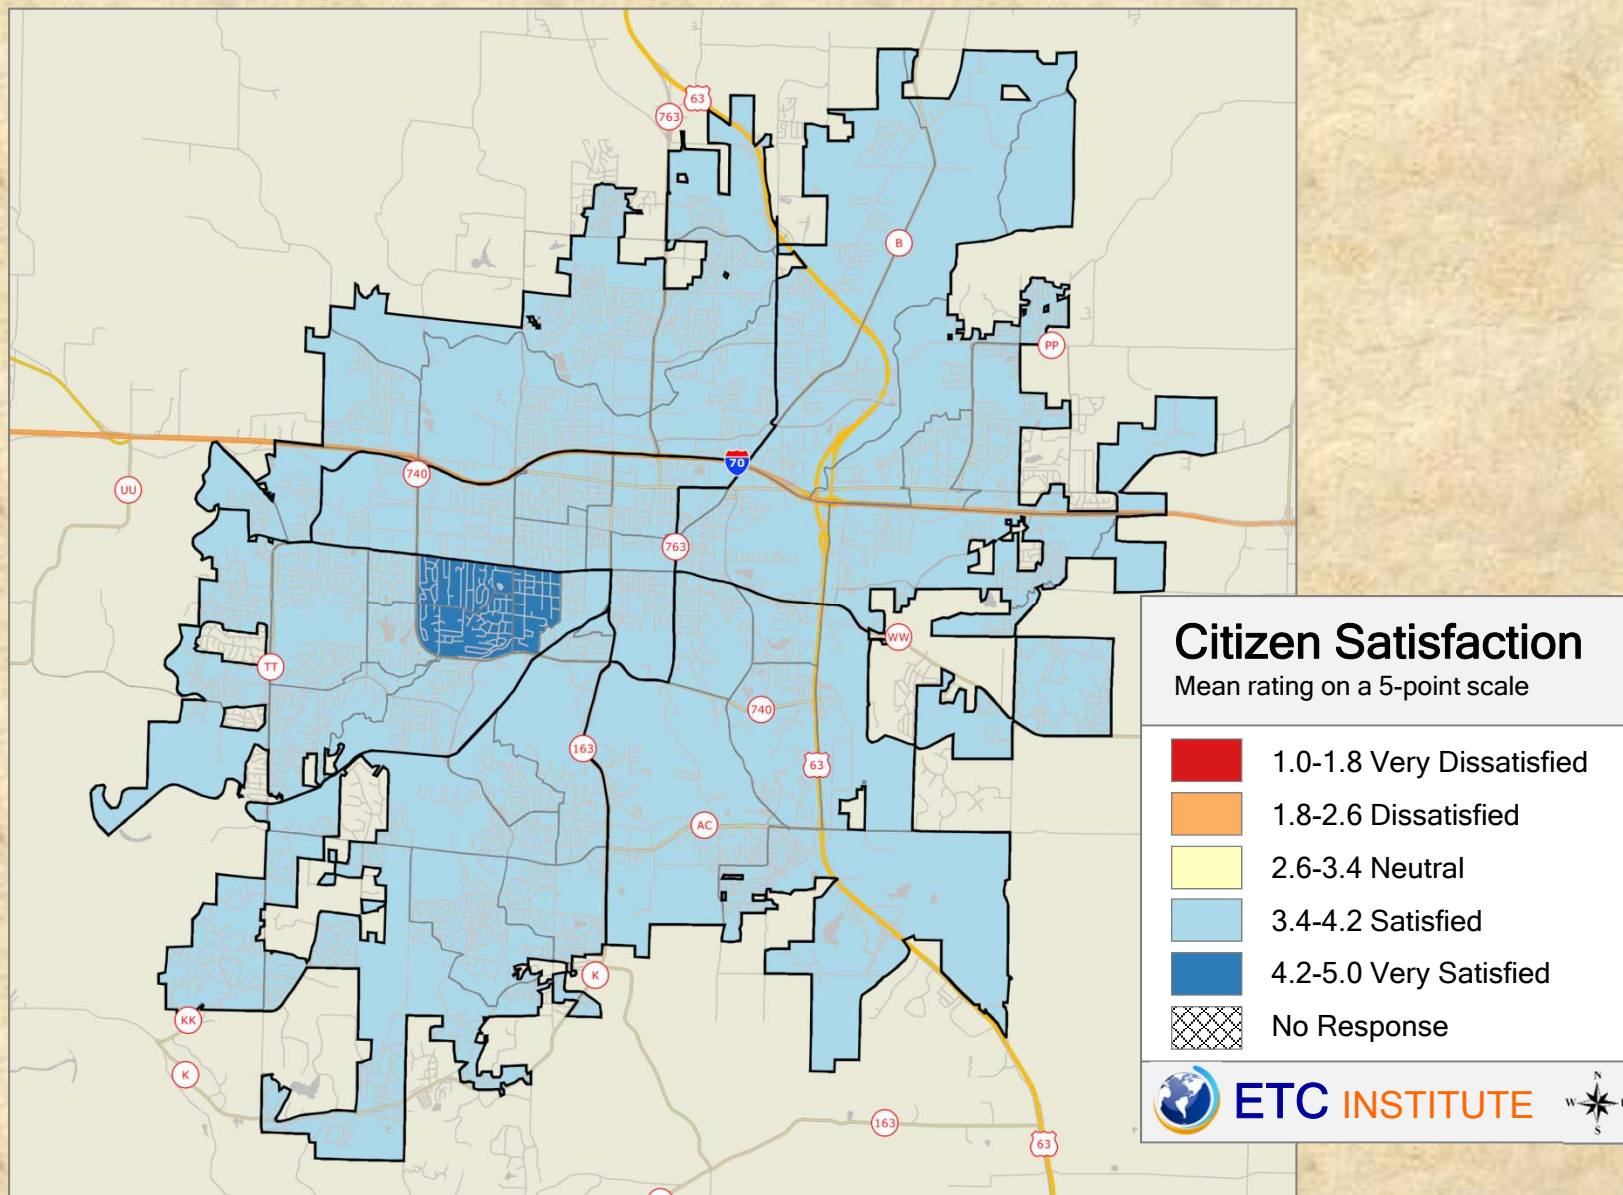 63
763
B
PP
70
740
UU
763
WW
TT
740
163
63
AC
K
KK
K
163
63
Citizen Satisfaction
Mean rating on a 5-point scale
1.0-1.8 Very Dissatisfied
1.8-2.6 Dissatisfied
2.6-3.4 Neutral
3.4-4.2 Satisfied
4.2-5.0 Very Satisfied
No Response
ETC INSTITUTE
N
W
S